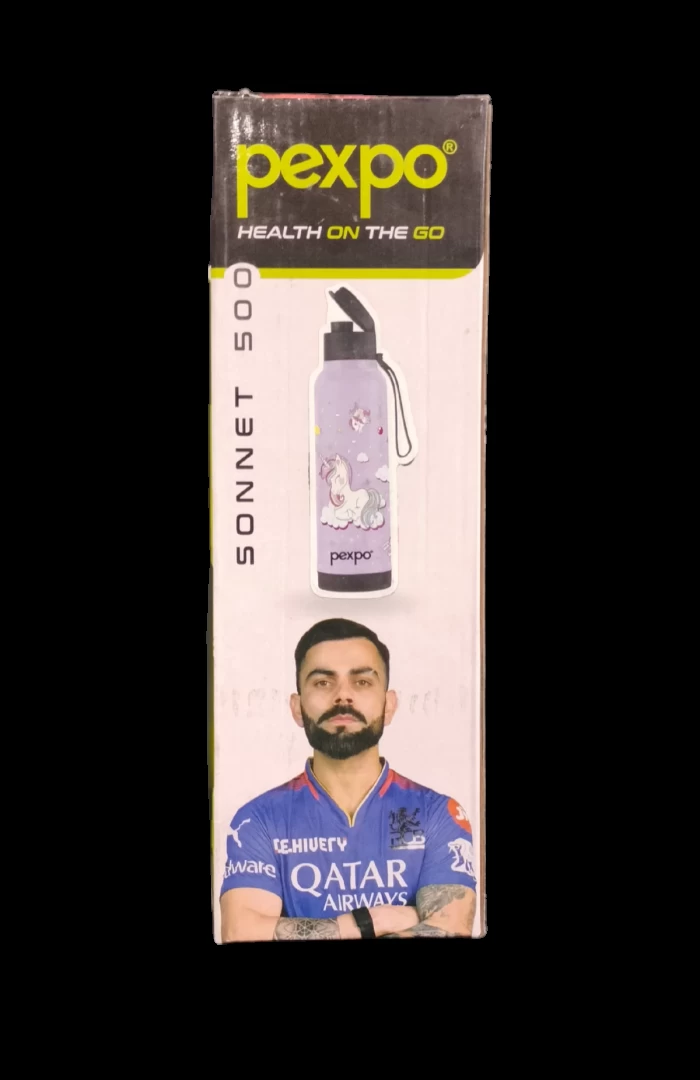 pexpo®
HEALTH ON THE GO
SONNET 500
pexpo®
QATAR
AIRWAYS